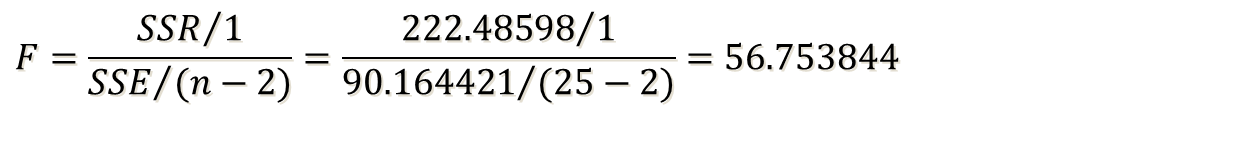 F = SSR/1 / SSE/(n − 2) = 222.48598/1 / 90.164421/(25 − 2) = 56.753844